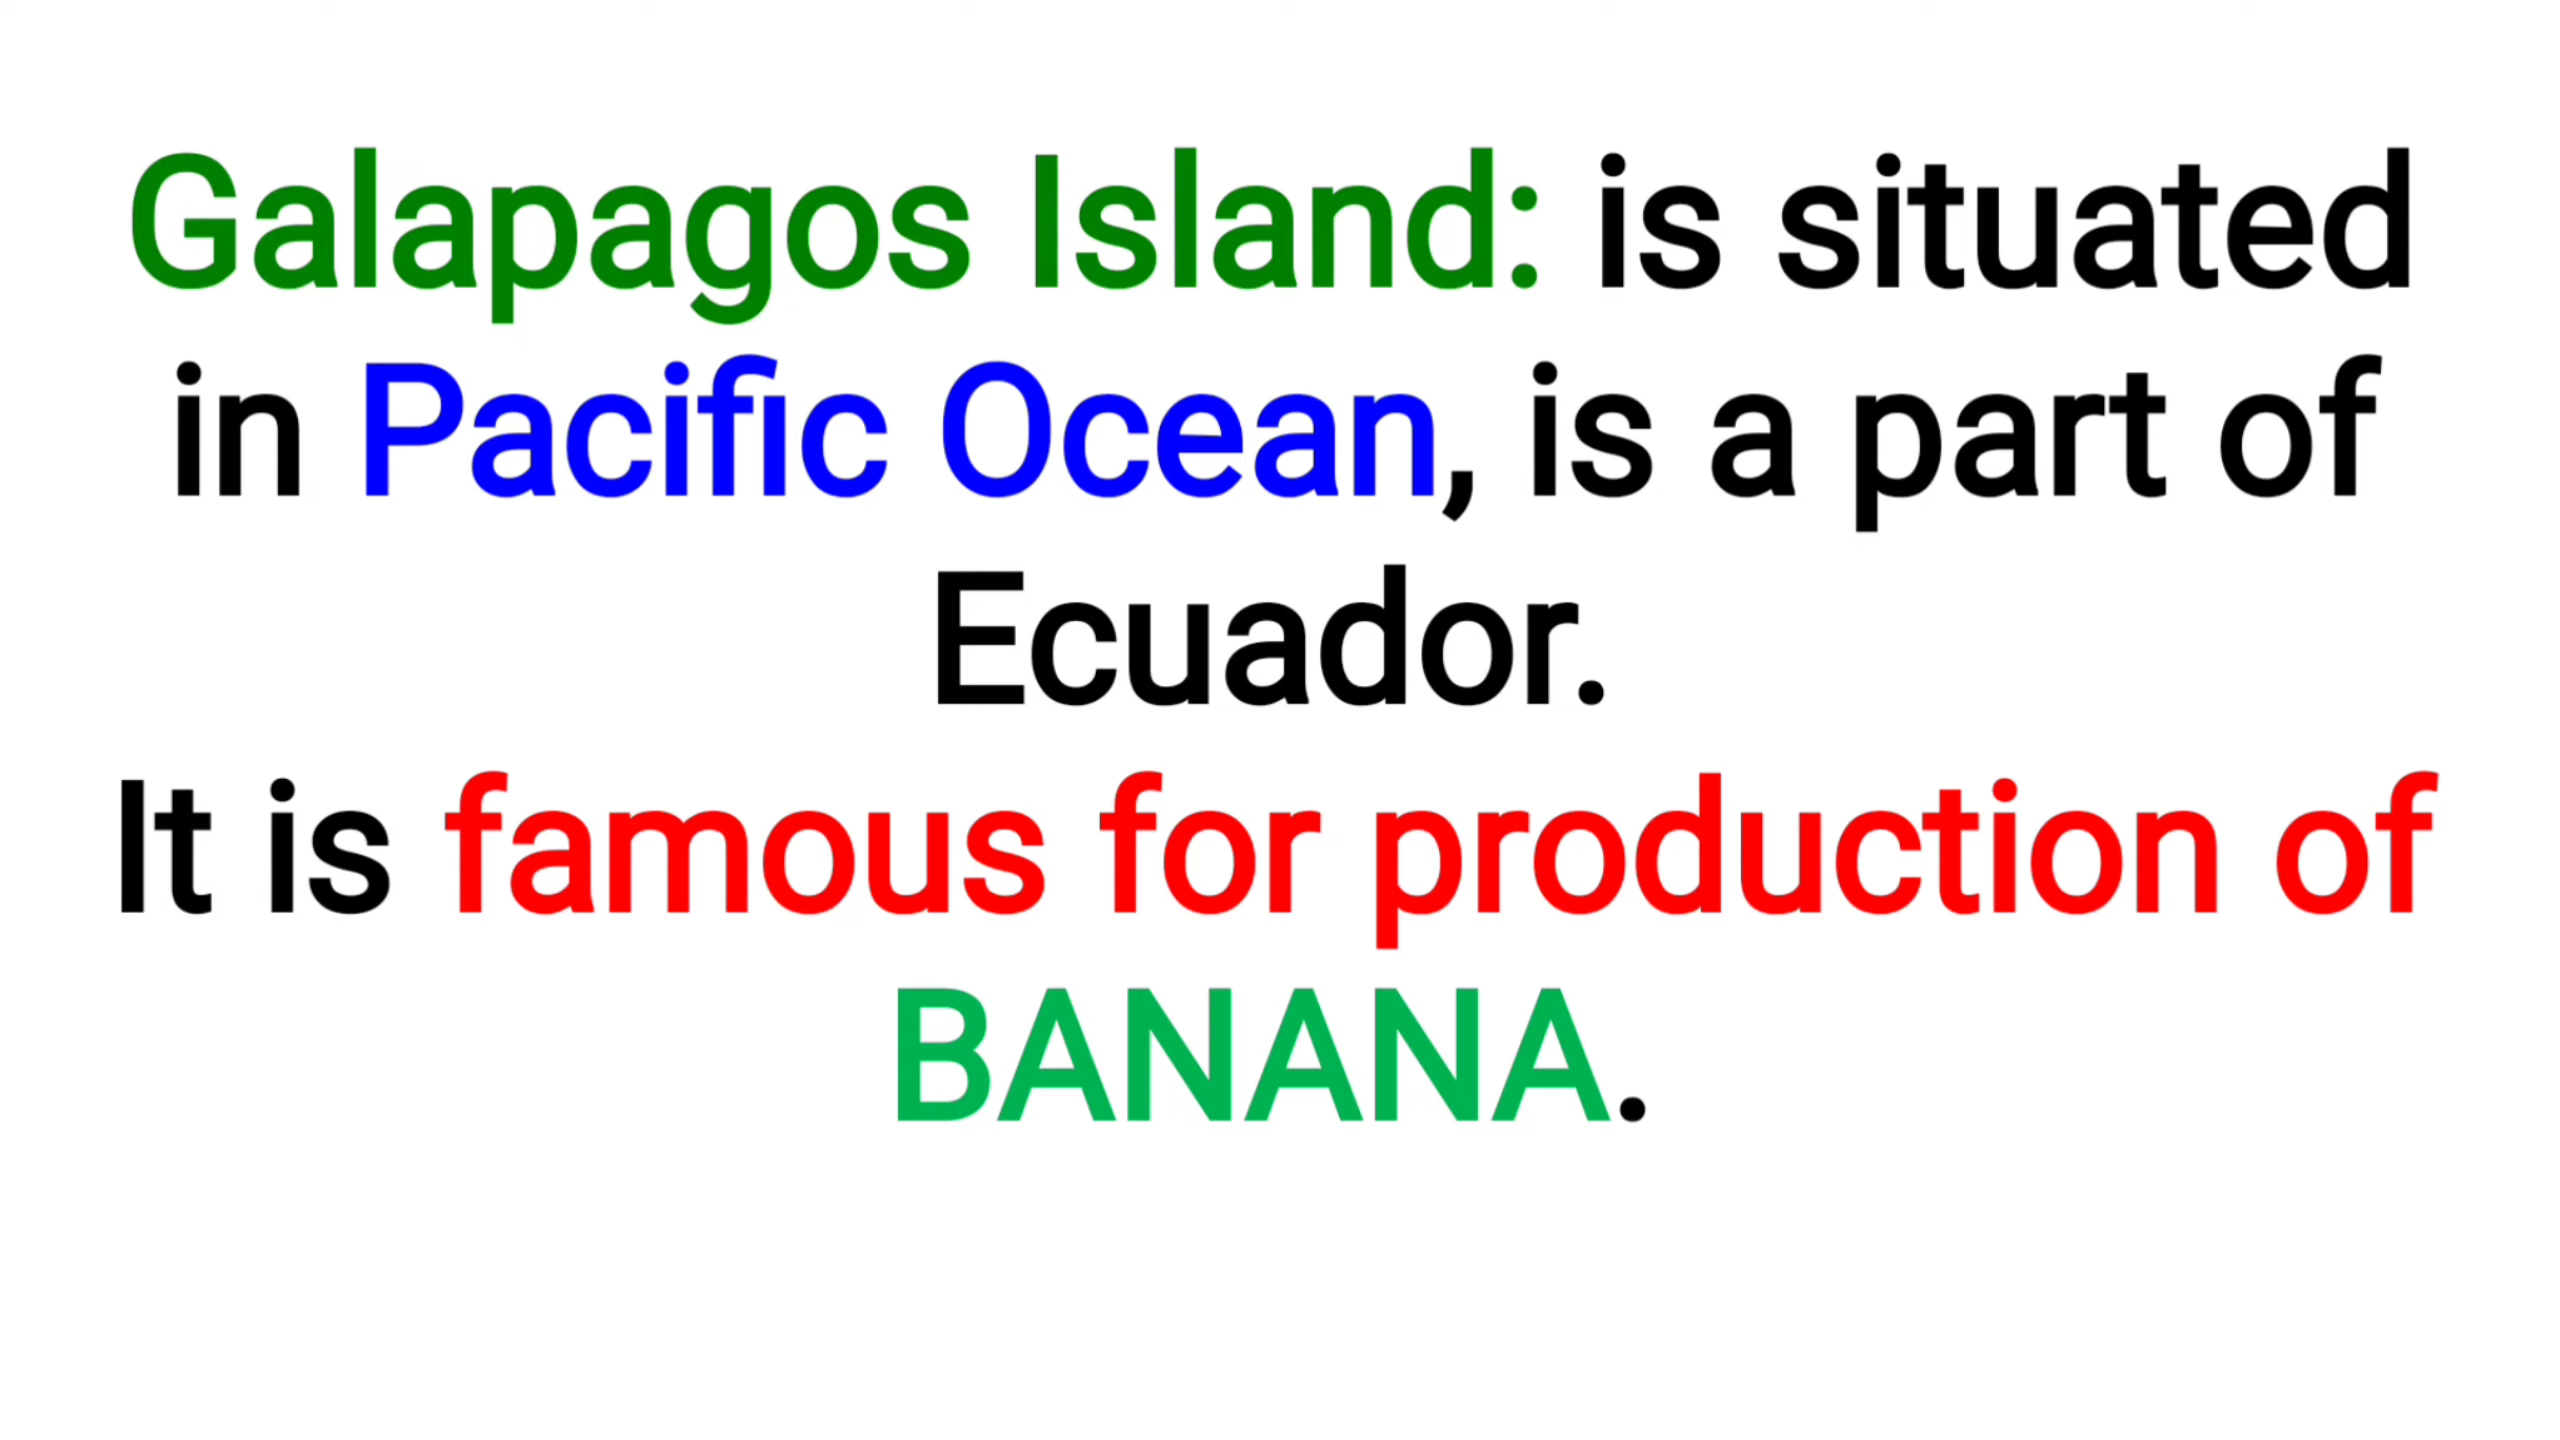 Galapagos Island: is situated
in Pacific Ocean, is a part of
Ecuador.
It is famous for production of
BANANA.